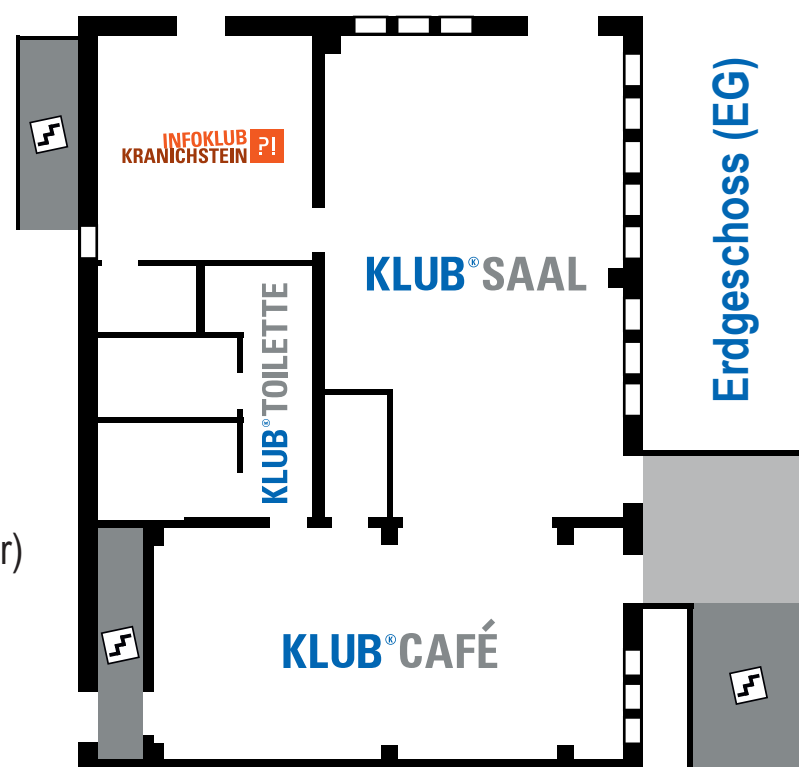 INFOKLUB
KRANICHSTEIN ?!
KLUB®SAAL
Erdgeschoss (EG)
KLUB®TOILETTE
r)
KLUB®CAFÉ